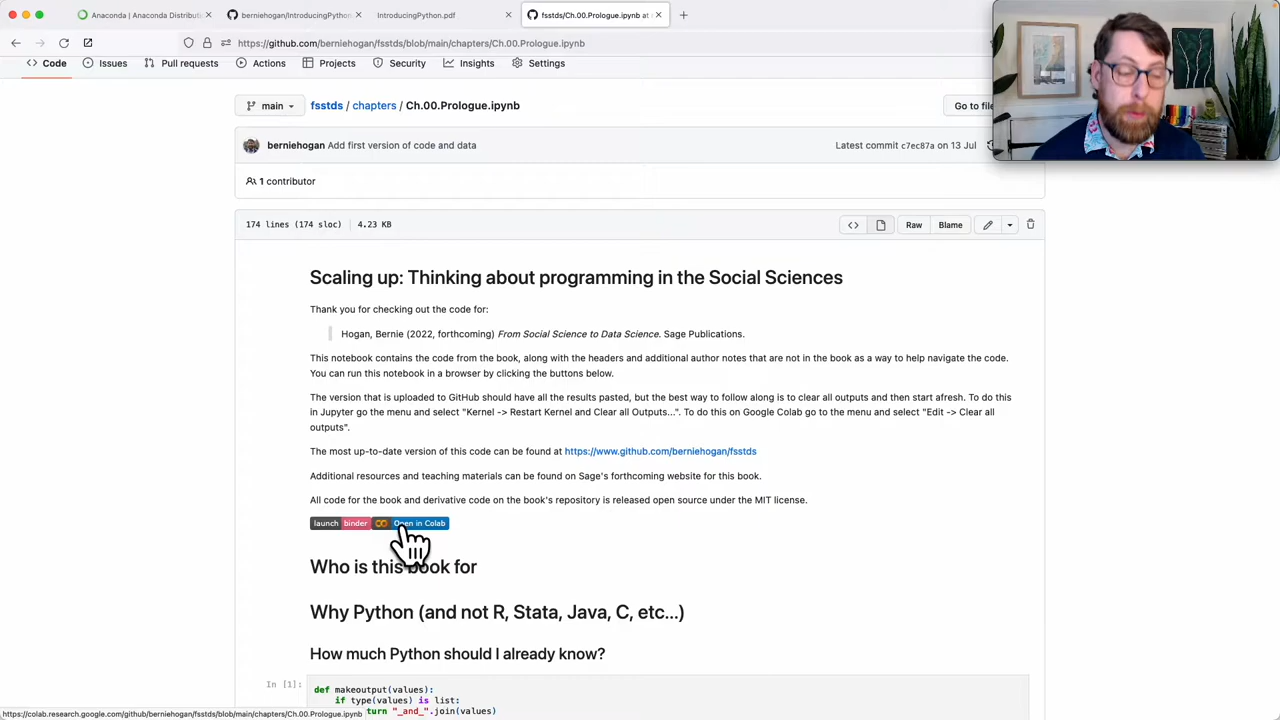 Anaconda | Anaconda Distribut
berniehogan/IntroducingPython
IntroducingPython.pdf
fsstds/Ch.00.Prologue.ipynb at
https://github.com/berniehogan/fsstds/blob/main/chapters/Ch.00.Prologue.ipynb
Code
Issues
Pull requests
Actions
Projects
Security
Insights
Settings
main
fsstds / chapters / Ch.00.Prologue.ipynb
Go to file
berniehogan Add first version of code and data
Latest commit c7ec87a on 13 Jul
1 contributor
174 lines (174 sloc) 4.23 KB
Raw
Blame
Scaling up: Thinking about programming in the Social Sciences
Thank you for checking out the code for:
Hogan, Bernie (2022, forthcoming) From Social Science to Data Science. Sage Publications.
This notebook contains the code from the book, along with the headers and additional author notes that are not in the book as a way to help navigate the code.
You can run this notebook in a browser by clicking the buttons below.
The version that is uploaded to GitHub should have all the results pasted, but the best way to follow along is to clear all outputs and then start afresh. To do this
in Jupyter go the menu and select "Kernel -> Restart Kernel and Clear all Outputs...". To do this on Google Colab go to the menu and select "Edit -> Clear all
outputs".
The most up-to-date version of this code can be found at https://www.github.com/berniehogan/fsstds
Additional resources and teaching materials can be found on Sage's forthcoming website for this book.
All code for the book and derivative code on the book's repository is released open source under the MIT license.
launch binder Open in Colab
Who is this book for
Why Python (and not R, Stata, Java, C, etc...)
How much Python should I already know?
In [1]:
def makeoutput(values):
if type(values) is list:
turn "_and_".join(values)
https://colab.research.google.com/github/berniehogan/fsstds/blob/main/chapters/Ch.00.Prologue.ipynb